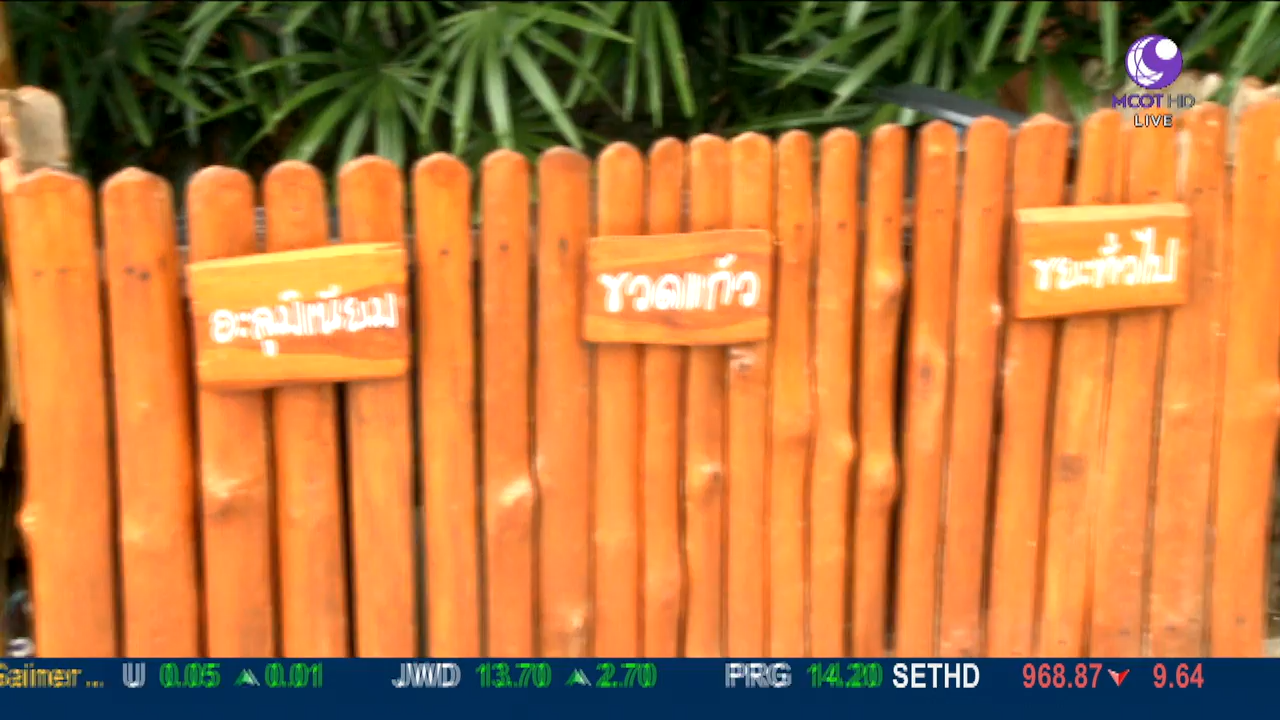 MCOT HD
LIVE
อะลูมิเนียม
ขวดแก้ว
ขยะทั่วไป
Gainer... U 0.05 0.01 JWD 13.70 2.70 PRG 14.20 SETHD 968.87 9.64